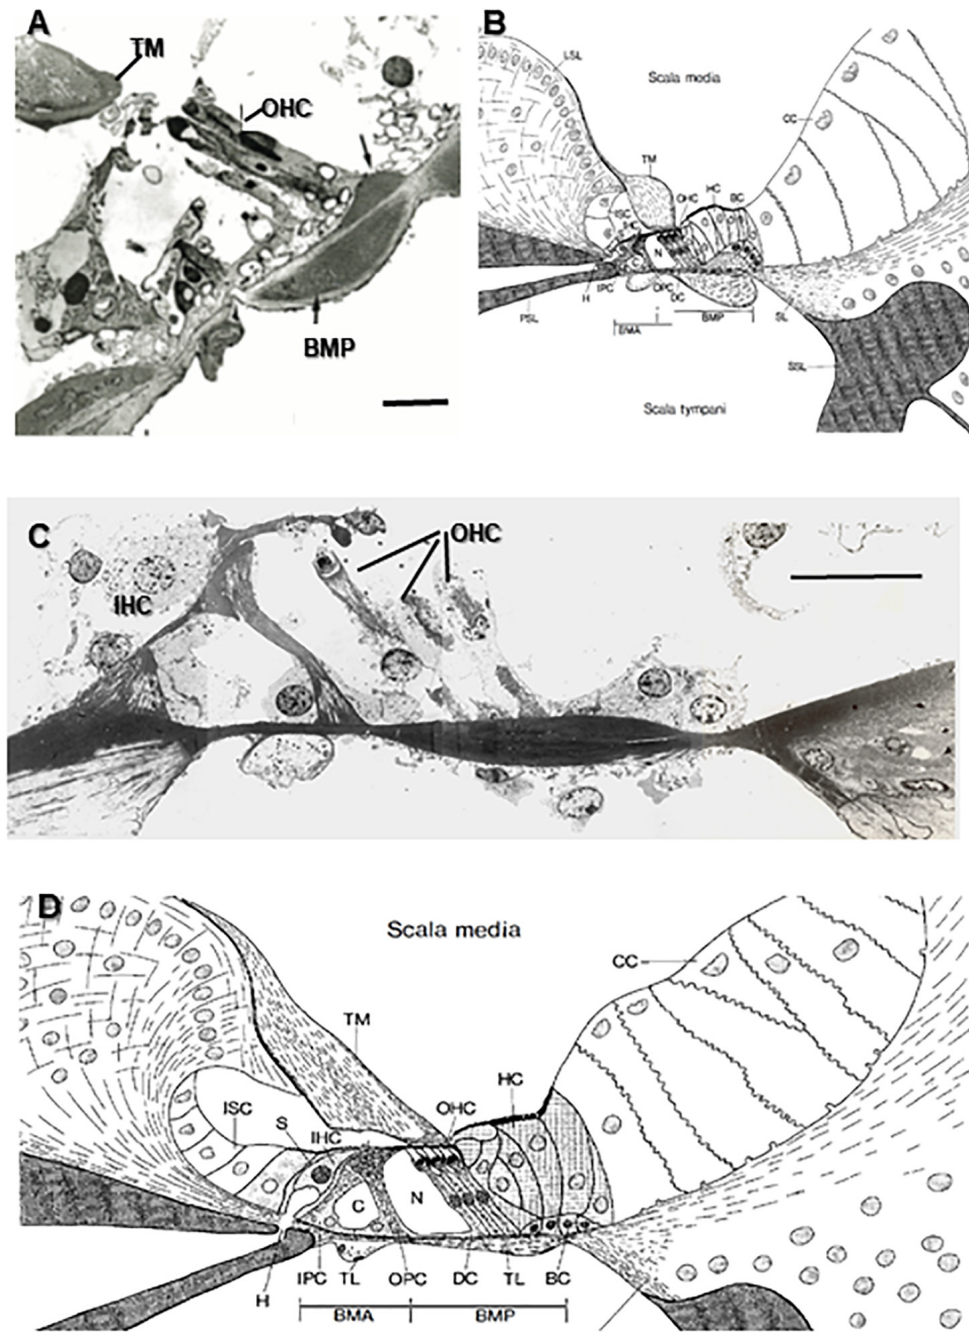 A
TM
OHC
BMP
B
LSL
Scala media
CC
TM
HC
OHC
BC
ISC
IHC
N
C
H
IPC
OPC
DC
SL
PSL
BMA
BMP
SSL
Scala tympani
C
OHC
IHC
D
Scala media
CC
TM
HC
OHC
ISC
S
IHC
N
C
IPC
TL
OPC
DC
TL
BC
H
BMA
BMP